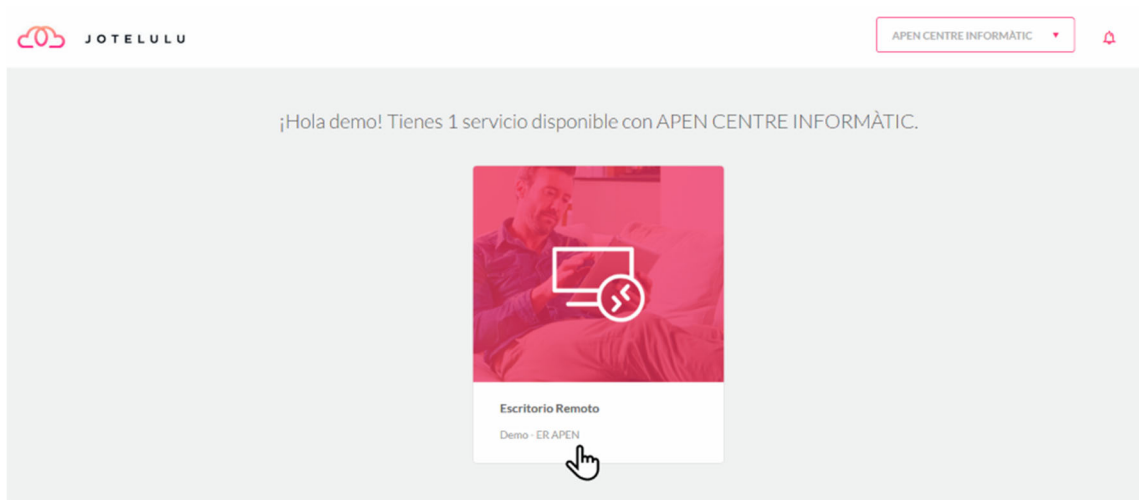 JOTELULU
APEN CENTRE INFORMÀTIC
¡Hola demo! Tienes 1 servicio disponible con APEN CENTRE INFORMÀTIC.
Escritorio Remoto
Demo - ER APEN